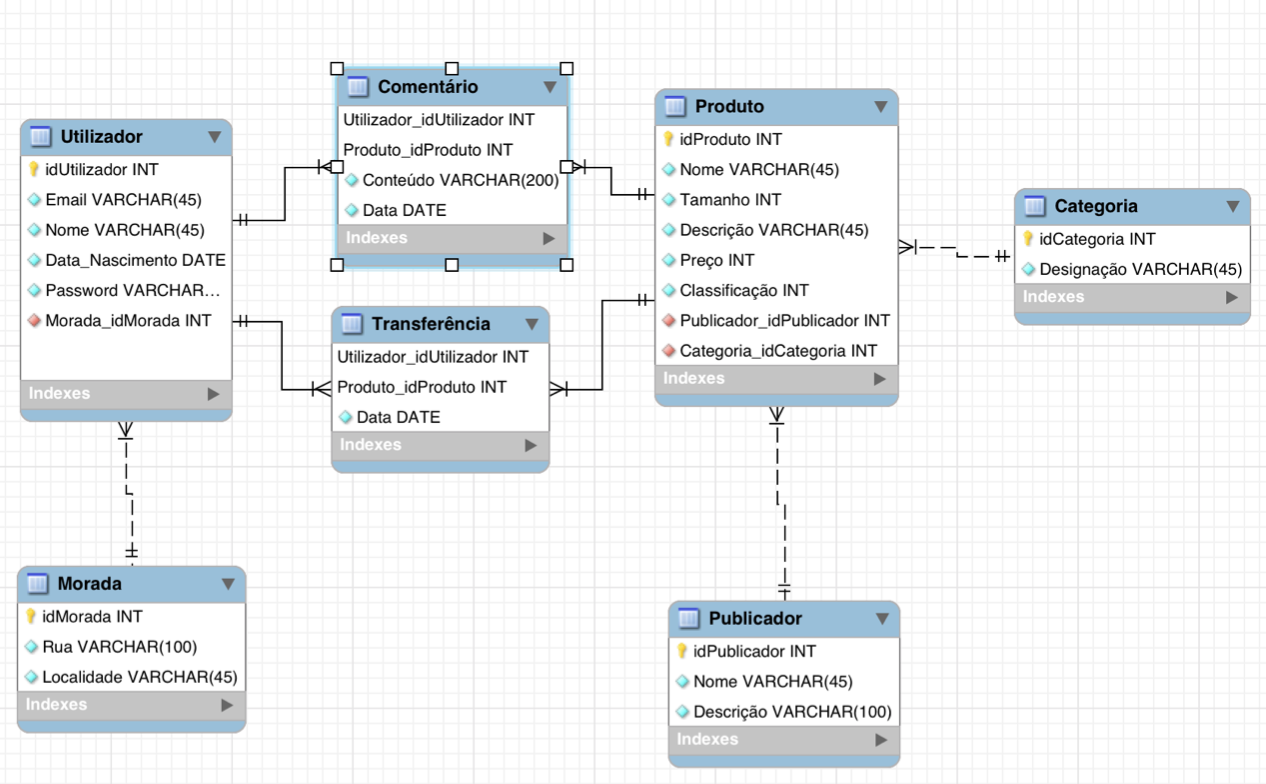 Comentário
Utilizador_idUtilizador INT
Produto_idProduto INT
Conteúdo VARCHAR(200)
Data DATE
Indexes
Utilizador
idUtilizador INT
Email VARCHAR(45)
Nome VARCHAR(45)
Data_Nascimento DATE
Password VARCHAR…
Morada_idMorada INT
Indexes
Transferência
Utilizador_idUtilizador INT
Produto_idProduto INT
Data DATE
Indexes
Produto
idProduto INT
Nome VARCHAR(45)
Tamanho INT
Descrição VARCHAR(45)
Preço INT
Classificação INT
Publicador_idPublicador INT
Categoria_idCategoria INT
Indexes
Categoria
idCategoria INT
Designação VARCHAR(45)
Indexes
Morada
idMorada INT
Rua VARCHAR(100)
Localidade VARCHAR(45)
Indexes
Publicador
idPublicador INT
Nome VARCHAR(45)
Descrição VARCHAR(100)
Indexes